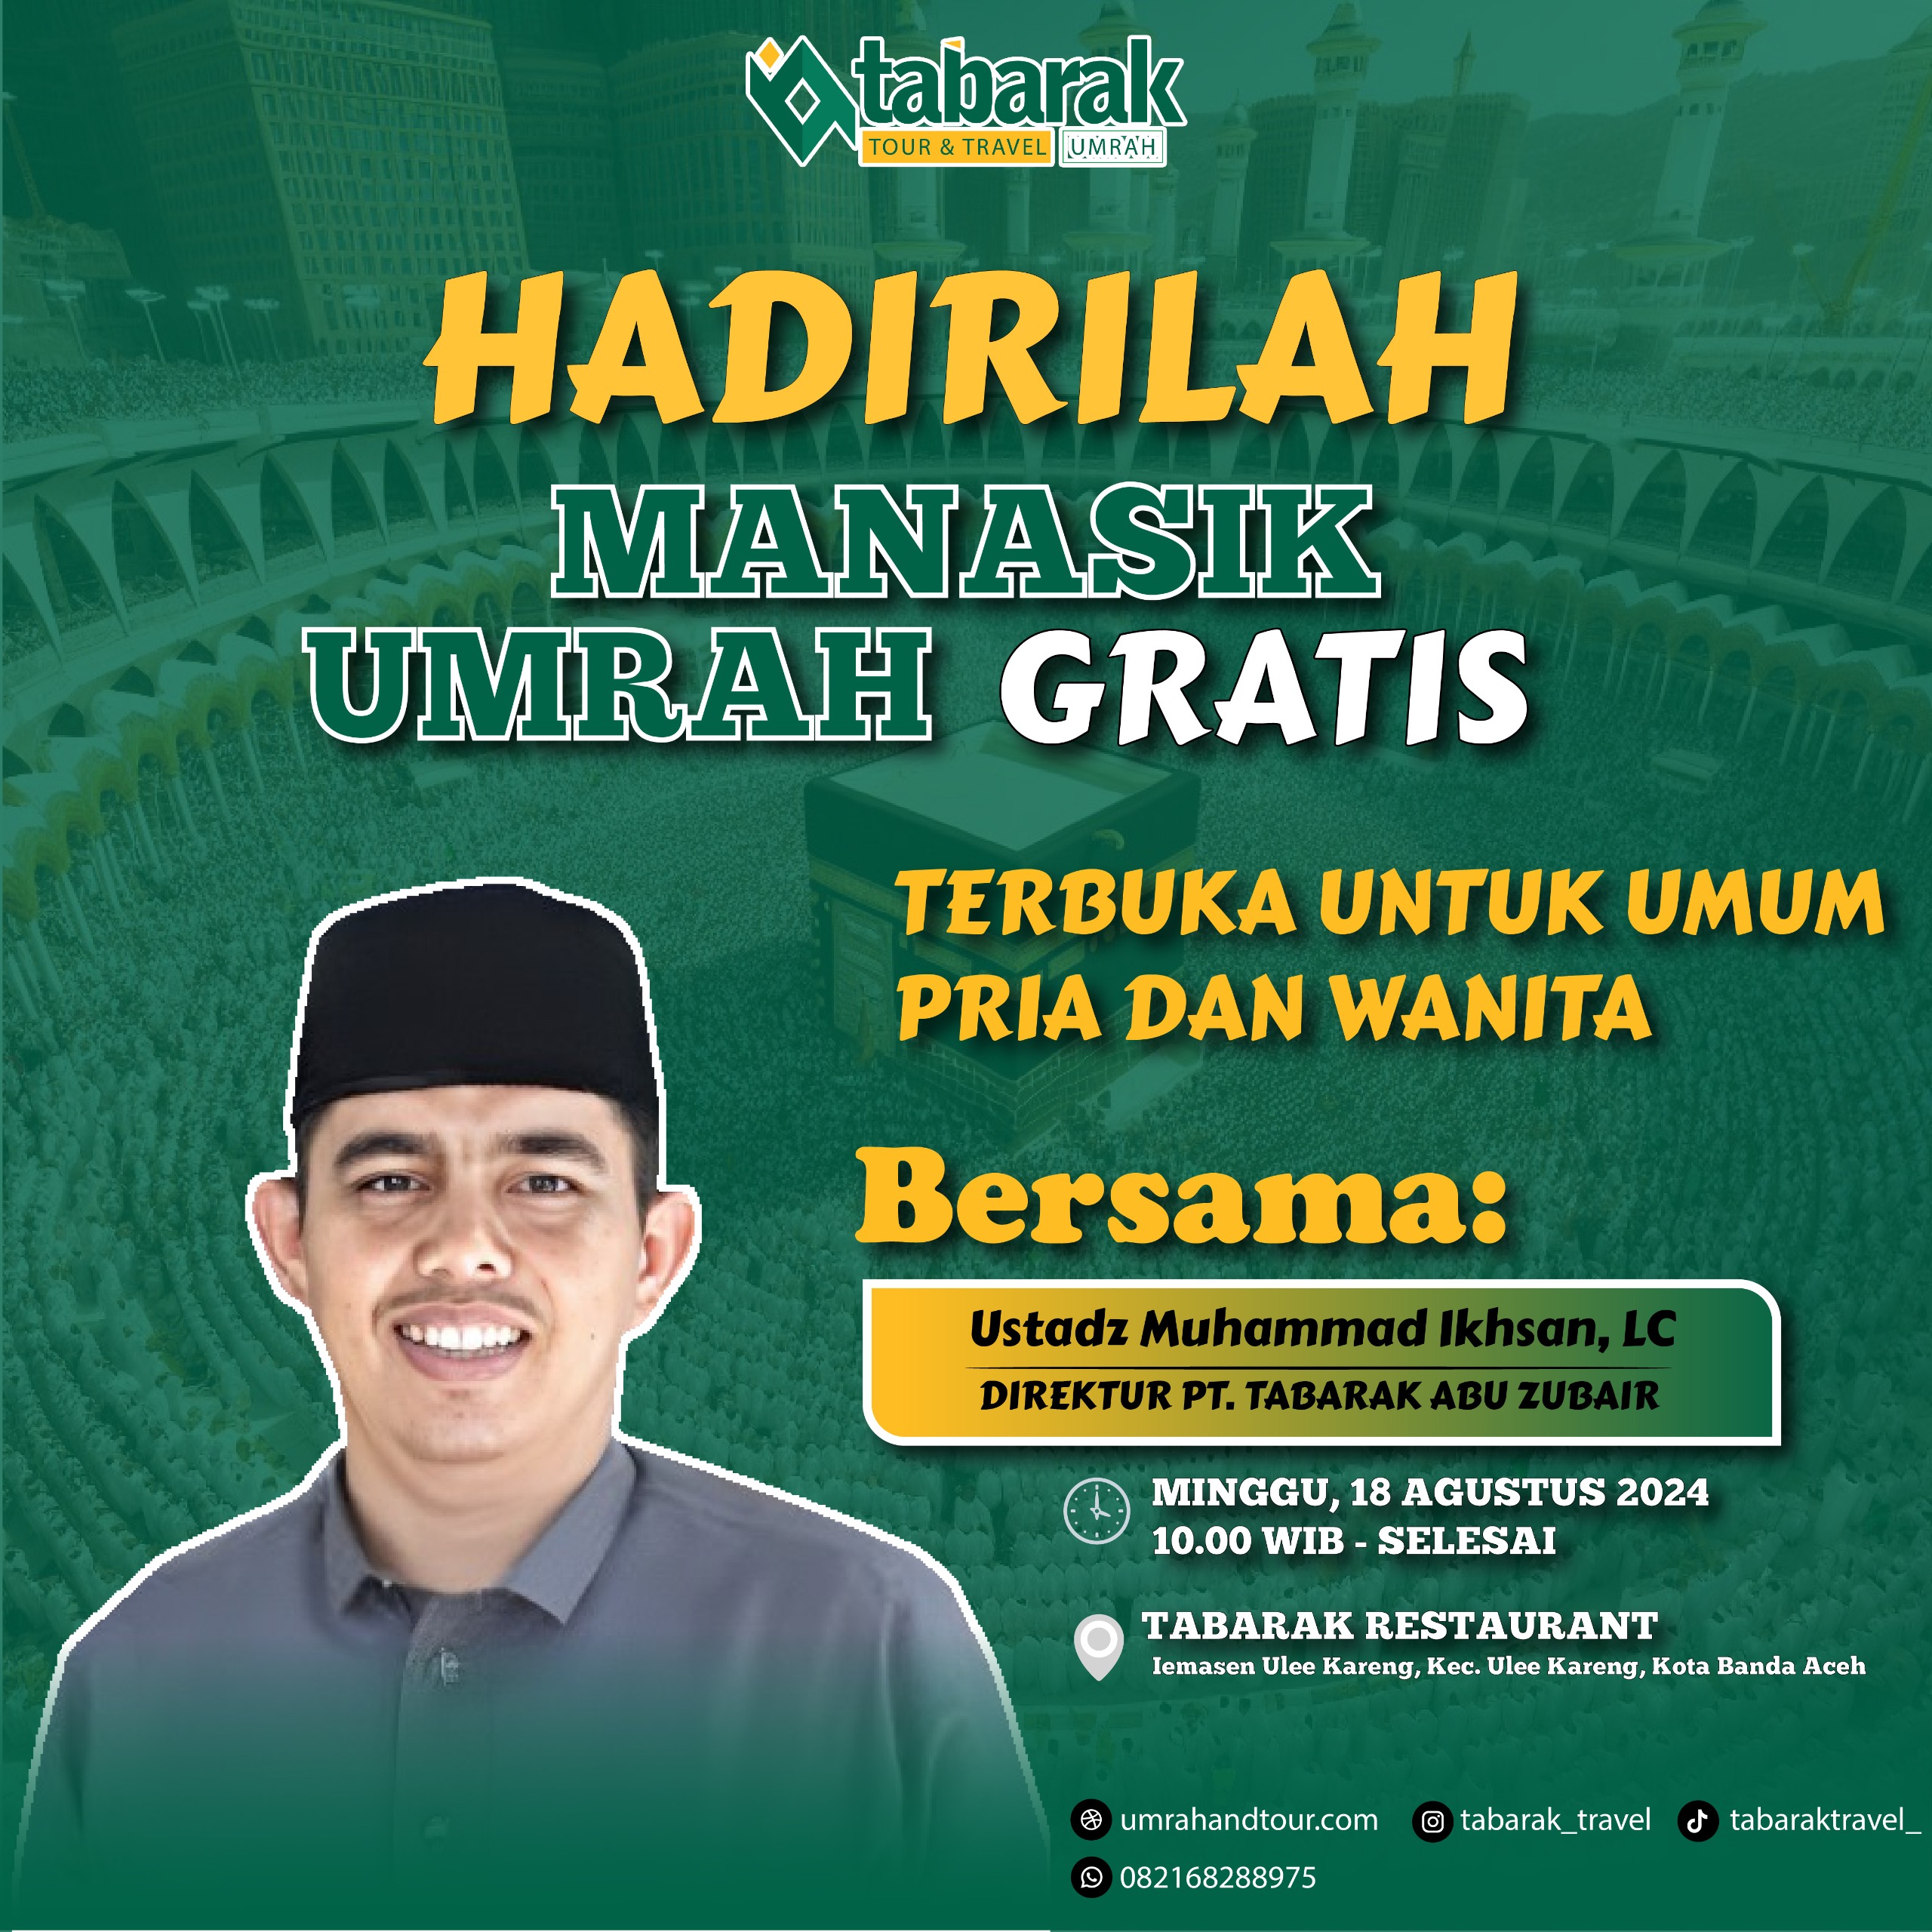 tabarak
TOUR & TRAVEL UMRAH
HADIRILAH
MANASIK
UMRAH GRATIS
TERBUKA UNTUK UMUM
PRIA DAN WANITA
Bersama:
Ustadz Muhammad Ikhsan, LC
DIREKTUR PT. TABARAK ABU ZUBAIR
MINGGU, 18 AGUSTUS 2024
10.00 WIB - SELESAI
TABARAK RESTAURANT
Iemasen Ulee Kareng, Kec. Ulee Kareng, Kota Banda Aceh
umrahandtour.com tabarak_travel tabaraktravel_
082168288975